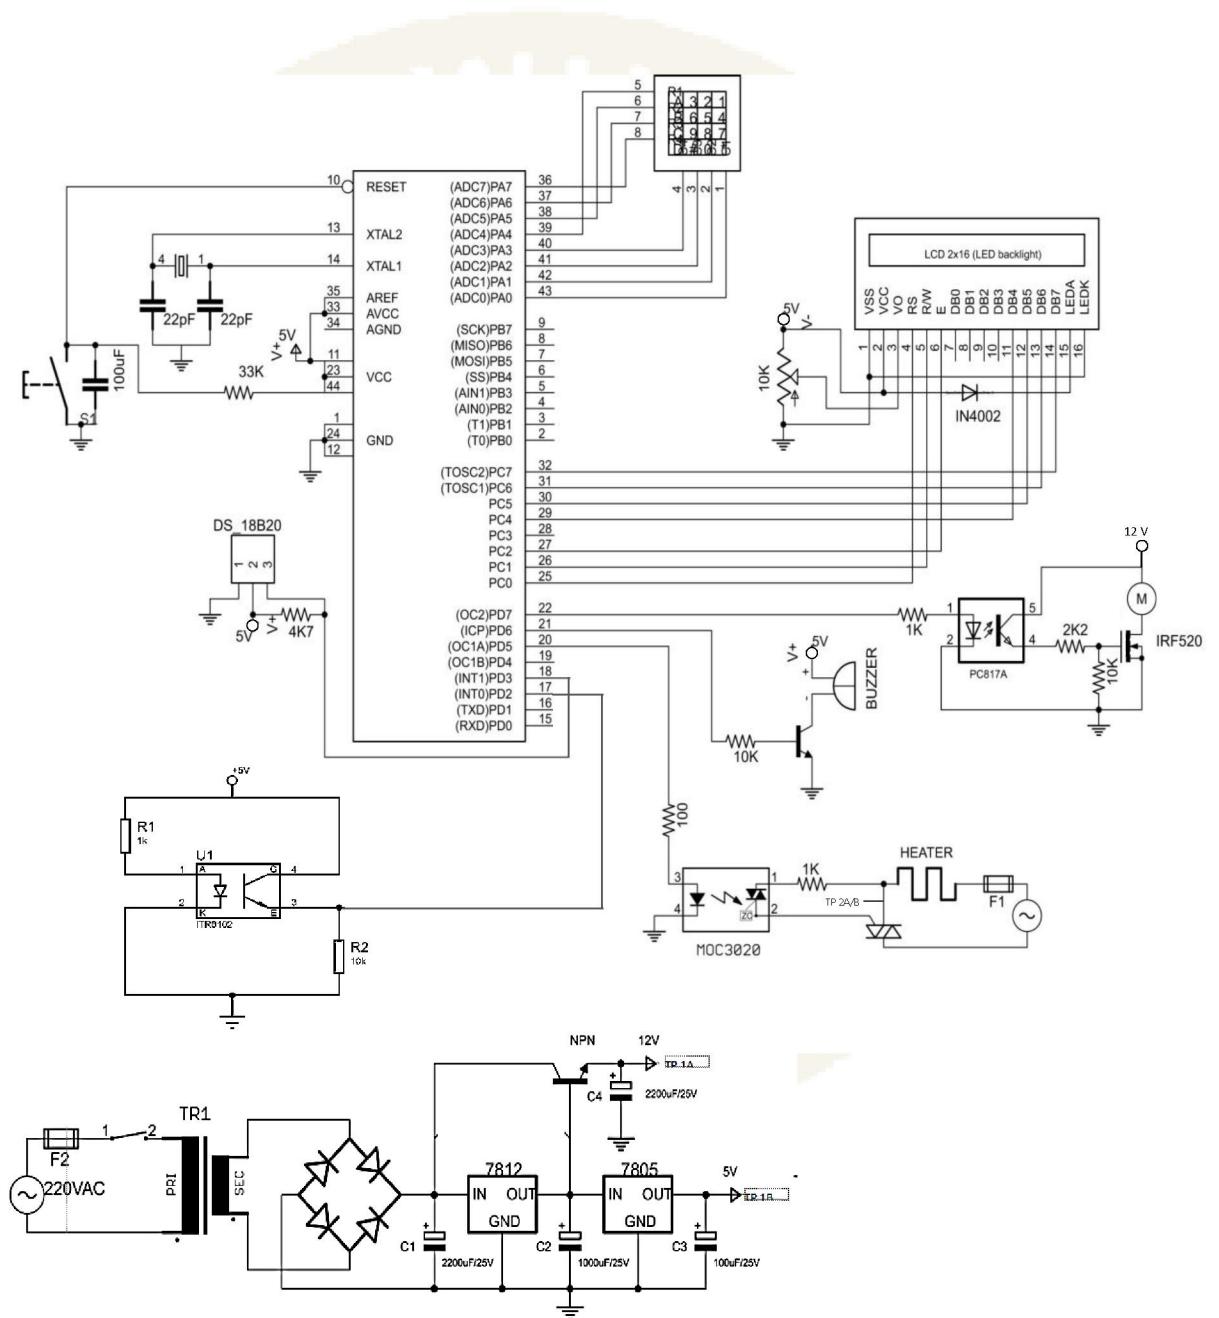 5
6
7
8
R1
A 3 2 1
B 6 5 4
C 9 8 7
4 3 2 1
10 RESET
13 XTAL2
14 XTAL1
35 AREF
33 AVCC
34 AGND
11
23 VCC
44
1
24 GND
12
(ADC7)PA7 36
(ADC6)PA6 37
(ADC5)PA5 38
(ADC4)PA4 39
(ADC3)PA3 40
(ADC2)PA2 41
(ADC1)PA1 42
(ADC0)PA0 43
(SCK)PB7 9
(MISO)PB6 8
(MOSI)PB5 7
(SS)PB4 6
(AIN1)PB3 5
(AIN0)PB2 4
(T1)PB1 3
(T0)PB0 2
(TOSC2)PC7 32
(TOSC1)PC6 31
PC5 30
PC4 29
PC3 28
PC2 27
PC1 26
PC0 25
(OC2)PD7 22
(ICP)PD6 21
(OC1A)PD5 20
(OC1B)PD4 19
(INT1)PD3 18
(INT0)PD2 17
(TXD)PD1 16
(RXD)PD0 15
4 1
22pF 22pF
5V
V+
100uF
33K
S1
LCD 2x16 (LED backlight)
VSS VCC VO RS R/W E DB0 DB1 DB2 DB3 DB4 DB5 DB6 DB7 LEDA LEDK
1 2 3 4 5 6 7 8 9 10 11 12 13 14 15 16
5V
V-
10K
IN4002
DS_18B20
1 2 3
5V
V+
4K7
12 V
M
1K
1 5
2 4
PC817A
2K2
10K
IRF520
5V
V+
+
-
BUZZER
10K
100
3 1
4 2
ZC
MOC3020
1K
HEATER
F1
TP 2A/B
+5V
R1
1k
U1
1 A C 4
2 K E 3
ITR9102
R2
10k
NPN 12V
TP 1A
C4
+
2200uF/25V
TR1
F2
1 2
220VAC
PRI
SEC
7812
IN OUT
GND
7805
IN OUT
GND
5V
TP 1B
+
C1
2200uF/25V
+
C2
1000uF/25V
+
C3
100uF/25V